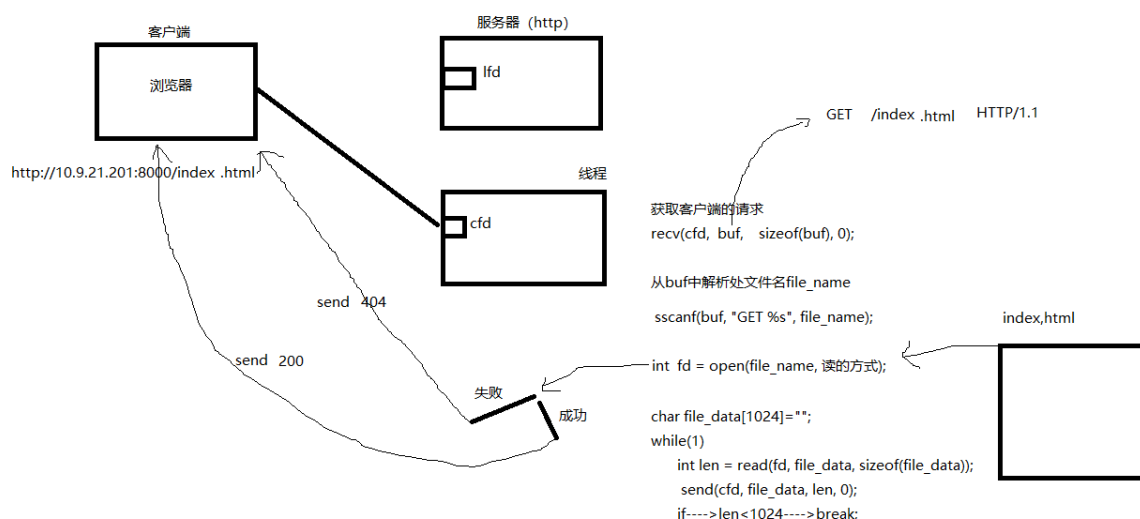 客户端
服务器（http）
浏览器
lfd
GET /index .html HTTP/1.1
http://10.9.21.201:8000/index .html
线程
cfd
获取客户端的请求
recv(cfd, buf, sizeof(buf), 0);
从buf中解析处文件名file_name
sscanf(buf, "GET %s", file_name);
index,html
send 404
send 200
int fd = open(file_name, 读的方式);
失败
成功
char file_data[1024]="";
while(1)
int len = read(fd, file_data, sizeof(file_data));
send(cfd, file_data, len, 0);
if---->len<1024---->break;